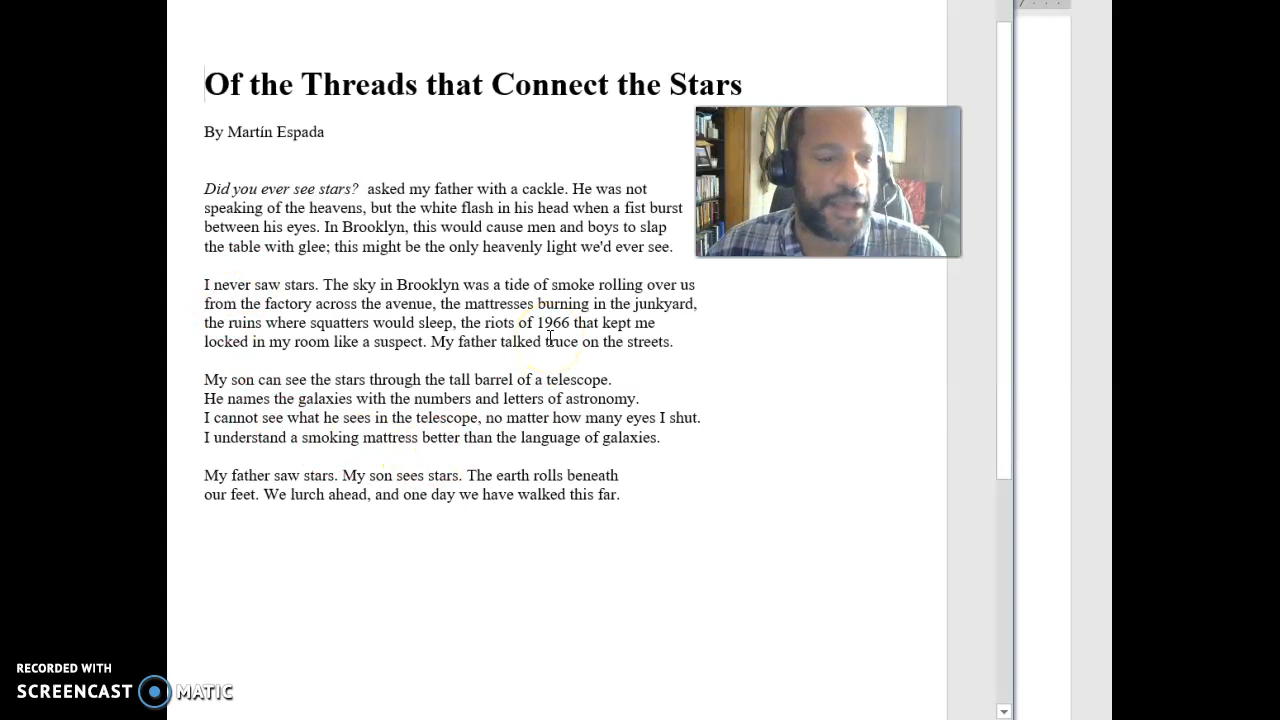 Of the Threads that Connect the Stars
By Martín Espada
Did you ever see stars? asked my father with a cackle. He was not
speaking of the heavens, but the white flash in his head when a fist burst
between his eyes. In Brooklyn, this would cause men and boys to slap
the table with glee; this might be the only heavenly light we'd ever see.
I never saw stars. The sky in Brooklyn was a tide of smoke rolling over us
from the factory across the avenue, the mattresses burning in the junkyard,
the ruins where squatters would sleep, the riots of 1966 that kept me
locked in my room like a suspect. My father talked truce on the streets.
My son can see the stars through the tall barrel of a telescope.
He names the galaxies with the numbers and letters of astronomy.
I cannot see what he sees in the telescope, no matter how many eyes I shut.
I understand a smoking mattress better than the language of galaxies.
My father saw stars. My son sees stars. The earth rolls beneath
our feet. We lurch ahead, and one day we have walked this far.
RECORDED WITH
SCREENCAST MATIC